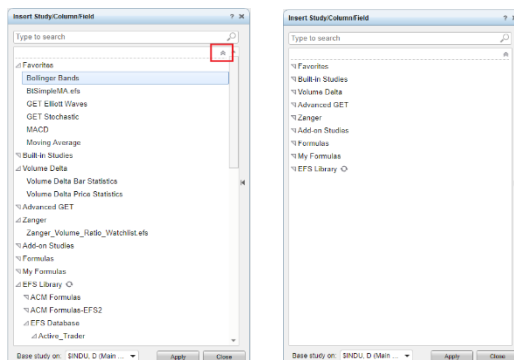 Insert Study/Column/Field ? X
Type to search
Favorites
Bollinger Bands
BtSimpleMA.efs
GET Elliott Waves
GET Stochastic
MACD
Moving Average
Built-in Studies
Volume Delta
Volume Delta Bar Statistics
Volume Delta Price Statistics
Advanced GET
Zanger
Zanger_Volume_Ratio_Watchlist.efs
Add-on Studies
Formulas
My Formulas
EFS Library
ACM Formulas
ACM Formulas-EFS2
EFS Database
Active_Trader
Base study on: $INDU, D (Main ... Apply Close
Insert Study/Column/Field ? X
Type to search
Favorites
Built-in Studies
Volume Delta
Advanced GET
Zanger
Add-on Studies
Formulas
My Formulas
EFS Library
Base study on: $INDU, D (Main ... Apply Close